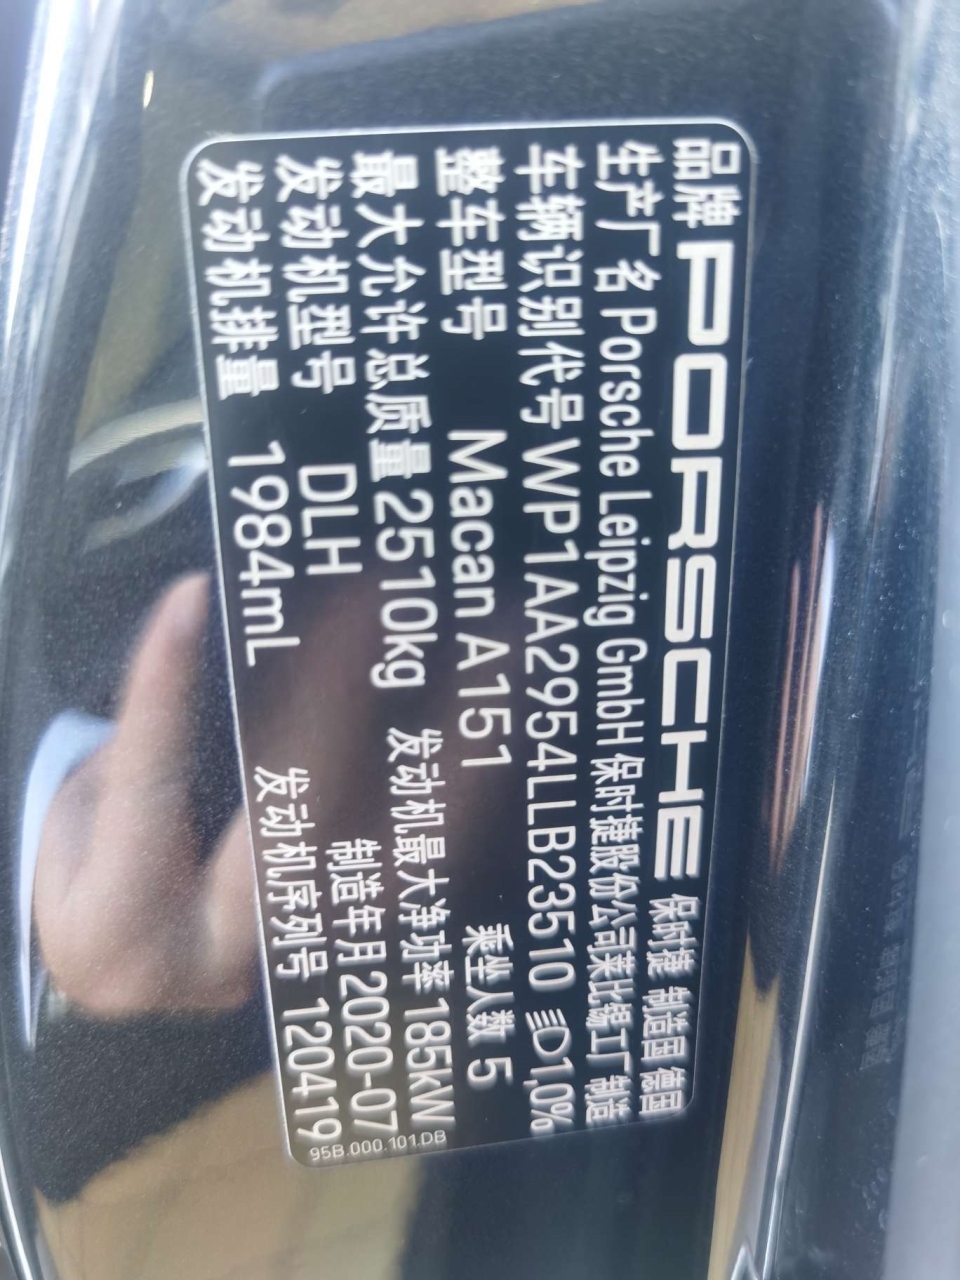 品牌 PORSCHE 保时捷 制造国 德国
生产厂名 Porsche Leipzig GmbH 保时捷股份公司莱比锡工厂 制造
车辆识别代号 WP1AA2954LLB23510 1,0%
整车型号 Macan A151 乘坐人数 5
最大允许总质量 2510kg 发动机最大净功率 185kW
发动机型号 DLH 制造年月 2020-07
发动机排量 1984mL 发动机序列号 120419
95B.000.101.DB